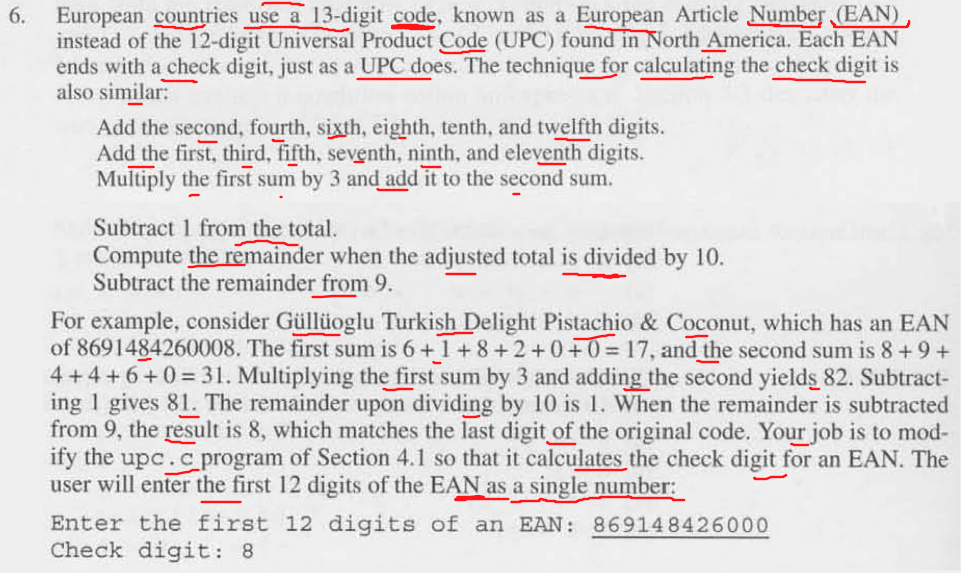 6. European countries use a 13-digit code, known as a European Article Number (EAN)
instead of the 12-digit Universal Product Code (UPC) found in North America. Each EAN
ends with a check digit, just as a UPC does. The technique for calculating the check digit is
also similar:
Add the second, fourth, sixth, eighth, tenth, and twelfth digits.
Add the first, third, fifth, seventh, ninth, and eleventh digits.
Multiply the first sum by 3 and add it to the second sum.
Subtract 1 from the total.
Compute the remainder when the adjusted total is divided by 10.
Subtract the remainder from 9.
For example, consider Güllüoglu Turkish Delight Pistachio & Coconut, which has an EAN
of 8691484260008. The first sum is 6 + 1 + 8 + 2 + 0 + 0 = 17, and the second sum is 8 + 9 +
4 + 4 + 6 + 0 = 31. Multiplying the first sum by 3 and adding the second yields 82. Subtract-
ing 1 gives 81. The remainder upon dividing by 10 is 1. When the remainder is subtracted
from 9, the result is 8, which matches the last digit of the original code. Your job is to mod-
ify the upc.c program of Section 4.1 so that it calculates the check digit for an EAN. The
user will enter the first 12 digits of the EAN as a single number:
Enter the first 12 digits of an EAN: 869148426000
Check digit: 8